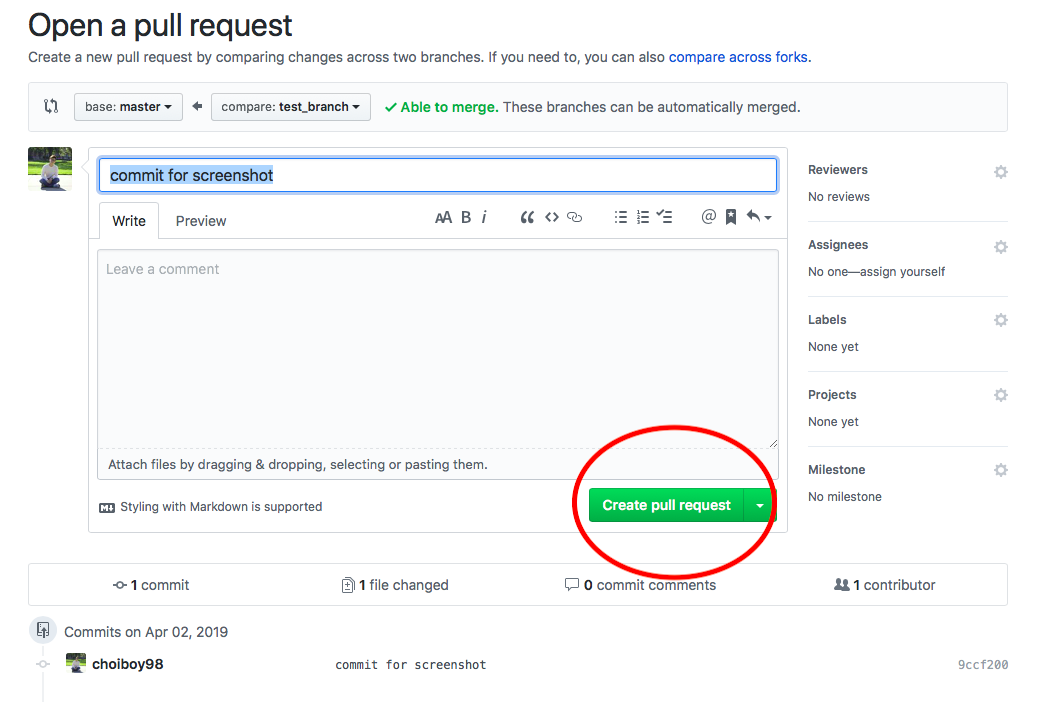 Open a pull request
Create a new pull request by comparing changes across two branches. If you need to, you can also compare across forks.
base: master compare: test_branch Able to merge. These branches can be automatically merged.
commit for screenshot
Write Preview AA B i @
Leave a comment
Attach files by dragging & dropping, selecting or pasting them.
Styling with Markdown is supported
Create pull request
Reviewers
No reviews
Assignees
No one—assign yourself
Labels
None yet
Projects
None yet
Milestone
No milestone
1 commit 1 file changed 0 commit comments 1 contributor
Commits on Apr 02, 2019
choiboy98 commit for screenshot 9ccf200